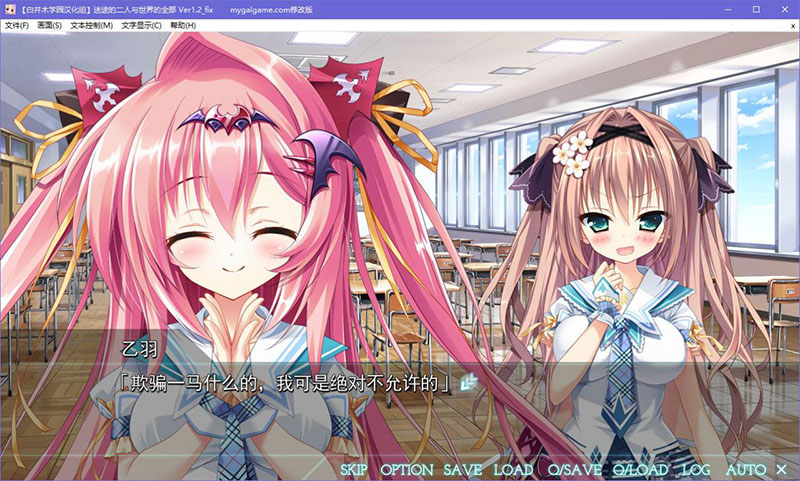 【白井木学园汉化组】迷途的二人与世界的全部 Ver1.2_fix mygalgame.com修改版
文件(F) 画面(S) 文本控制(M) 文字显示(C) 帮助(H)
乙羽
「欺骗一马什么的，我可是绝对不允许的」
SKIP OPTION SAVE LOAD Q/SAVE Q/LOAD LOG AUTO